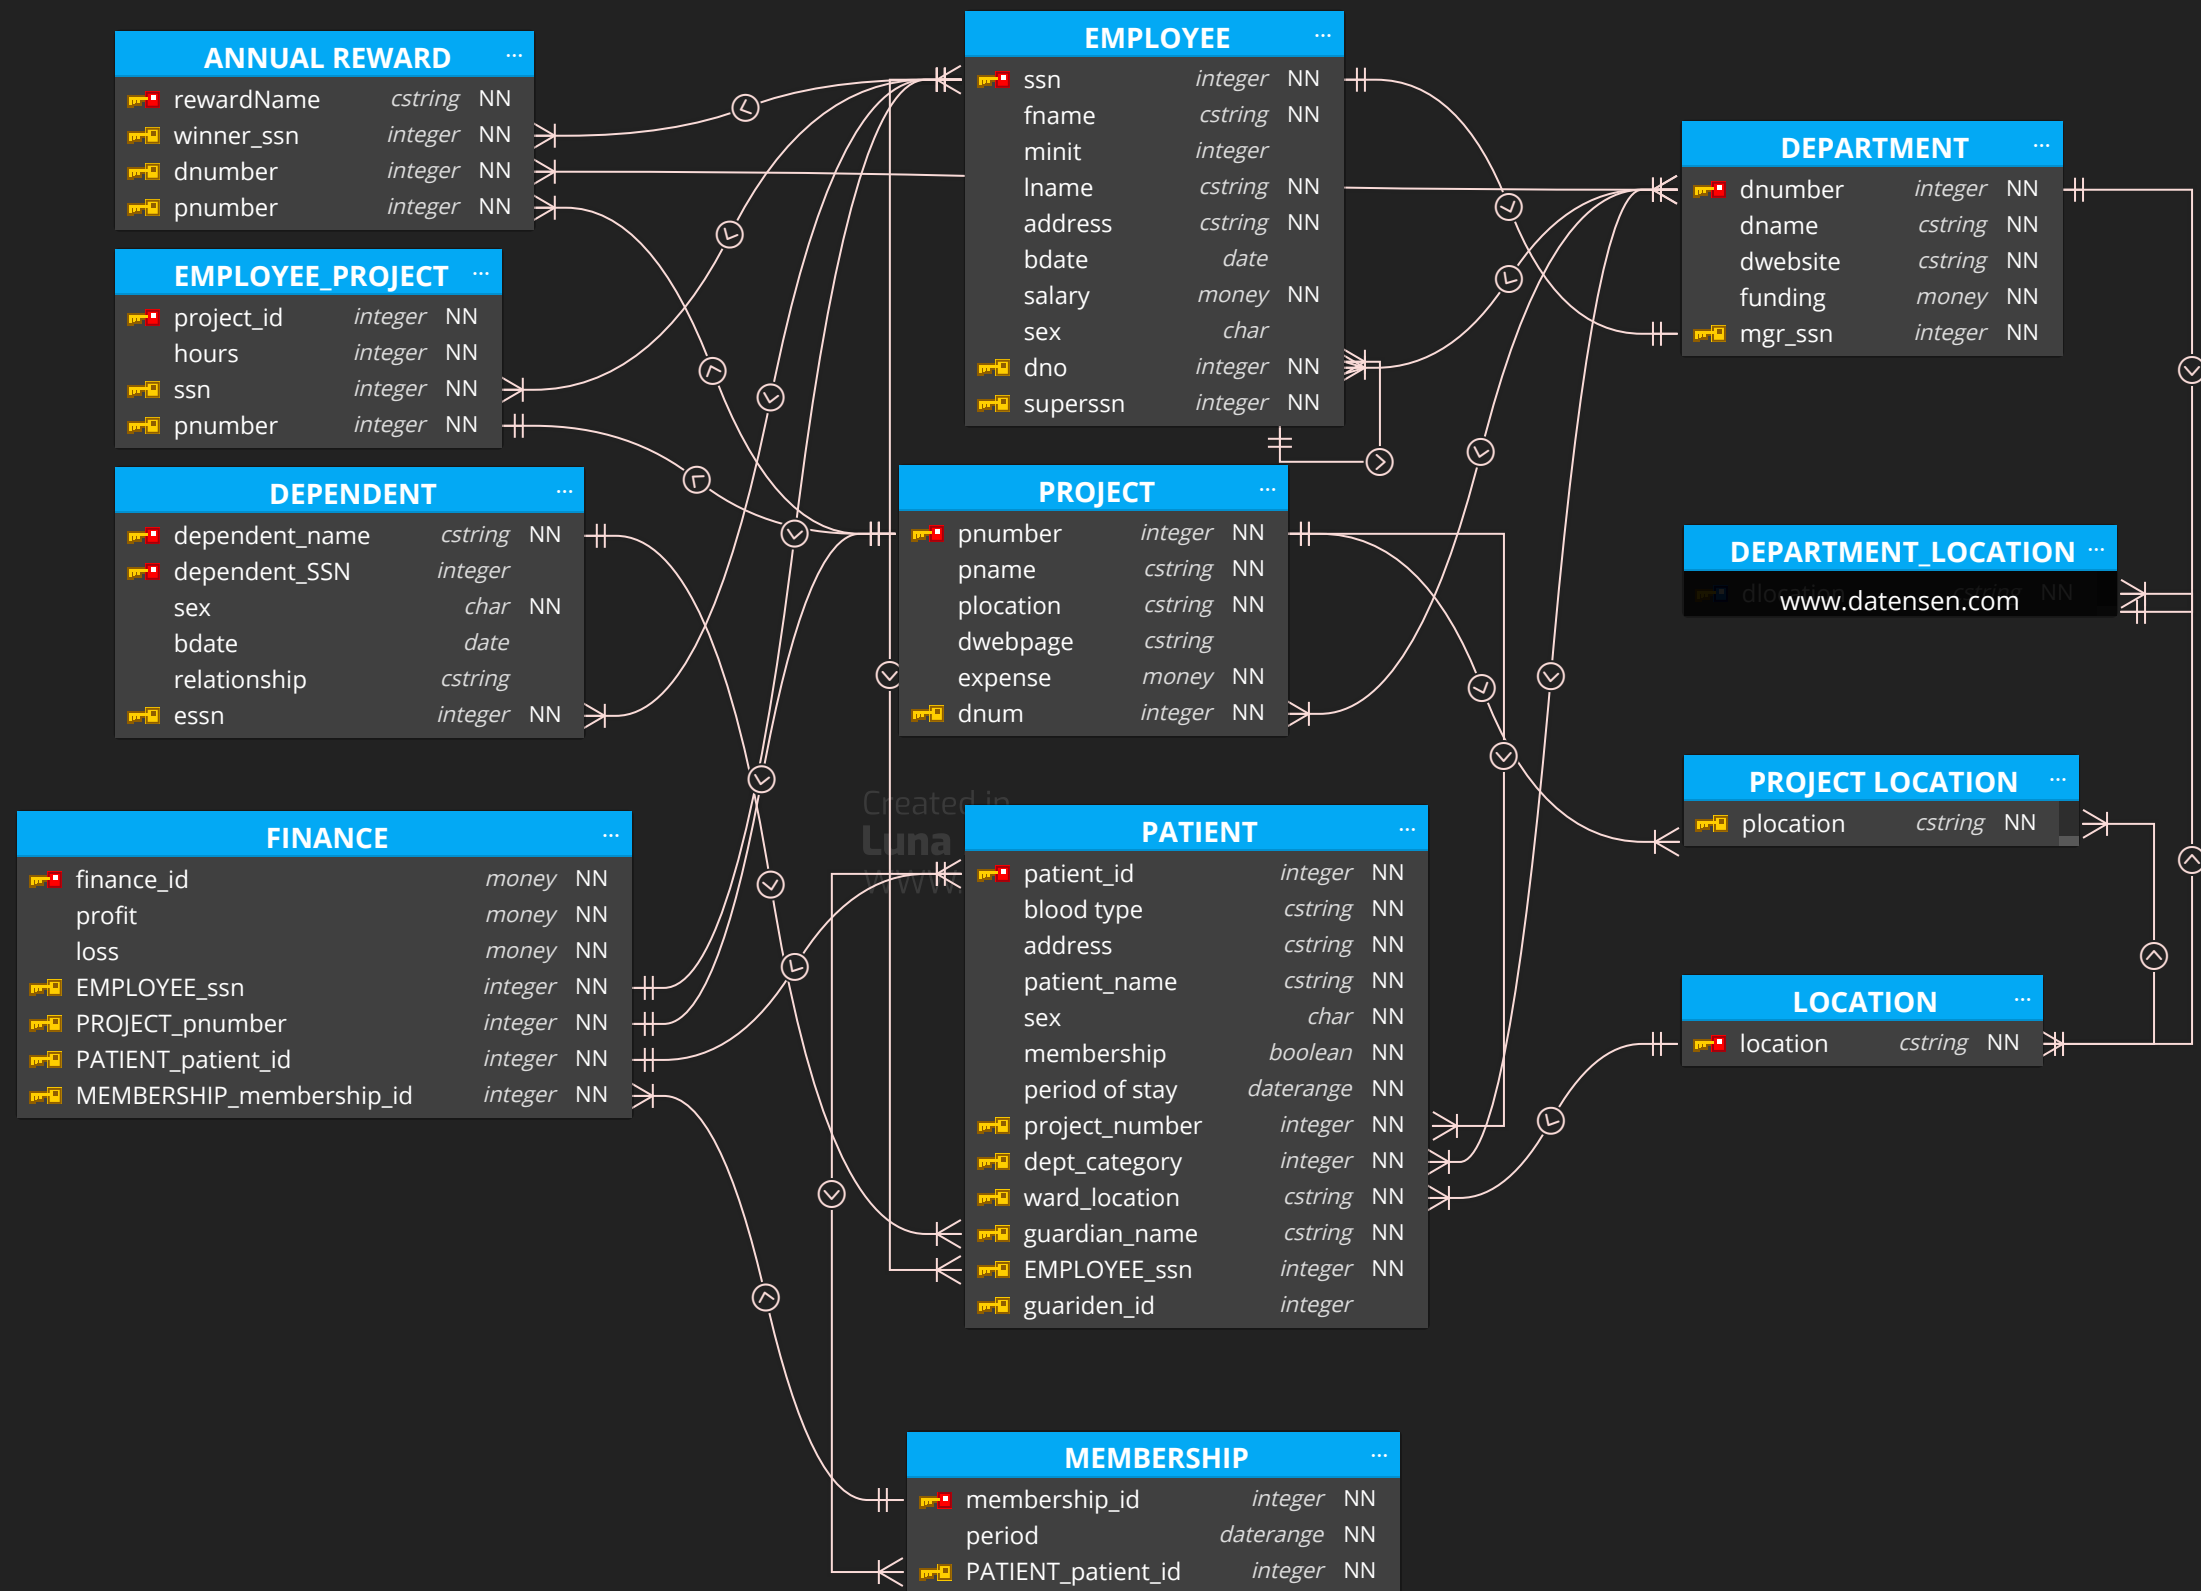 ANNUAL REWARD ...
rewardName cstring NN
winner_ssn integer NN
dnumber integer NN
pnumber integer NN
EMPLOYEE_PROJECT ...
project_id integer NN
hours integer NN
ssn integer NN
pnumber integer NN
DEPENDENT ...
dependent_name cstring NN
dependent_SSN integer
sex char NN
bdate date
relationship cstring
essn integer NN
FINANCE ...
finance_id money NN
profit money NN
loss money NN
EMPLOYEE_ssn integer NN
PROJECT_pnumber integer NN
PATIENT_patient_id integer NN
MEMBERSHIP_membership_id integer NN
EMPLOYEE ...
ssn integer NN
fname cstring NN
minit integer
lname cstring NN
address cstring NN
bdate date
salary money NN
sex char
dno integer NN
superssn integer NN
PROJECT ...
pnumber integer NN
pname cstring NN
plocation cstring NN
dwebpage cstring
expense money NN
dnum integer NN
Created in
Luna
www.
PATIENT ...
patient_id integer NN
blood type cstring NN
address cstring NN
patient_name cstring NN
sex char NN
membership boolean NN
period of stay daterange NN
project_number integer NN
dept_category integer NN
ward_location cstring NN
guardian_name cstring NN
EMPLOYEE_ssn integer NN
guariden_id integer
MEMBERSHIP ...
membership_id integer NN
period daterange NN
PATIENT_patient_id integer NN
DEPARTMENT ...
dnumber integer NN
dname cstring NN
dwebsite cstring NN
funding money NN
mgr_ssn integer NN
DEPARTMENT_LOCATION ...
dlocation cstring NN
www.datensen.com
PROJECT LOCATION ...
plocation cstring NN
LOCATION ...
location cstring NN